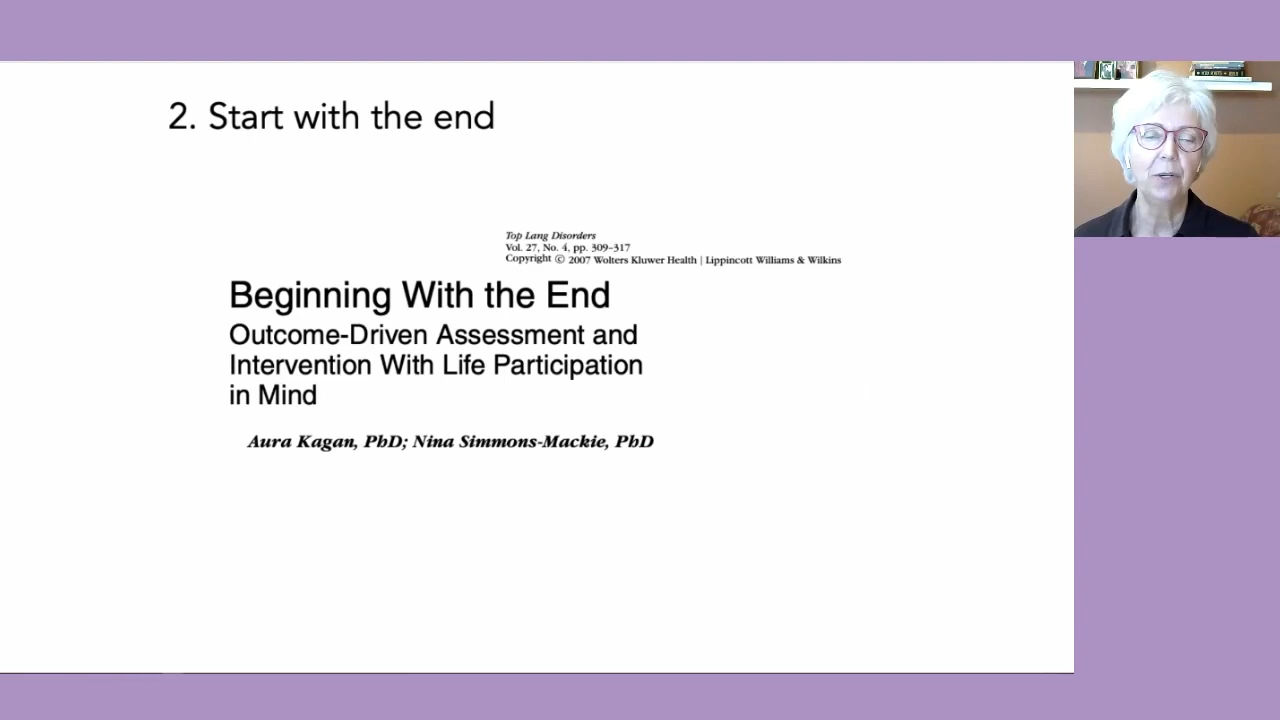 2. Start with the end
Top Lang Disorders
Vol. 27, No. 4, pp. 309–317
Copyright © 2007 Wolters Kluwer Health | Lippincott Williams & Wilkins
Beginning With the End
Outcome-Driven Assessment and
Intervention With Life Participation
in Mind
Aura Kagan, PhD; Nina Simmons-Mackie, PhD